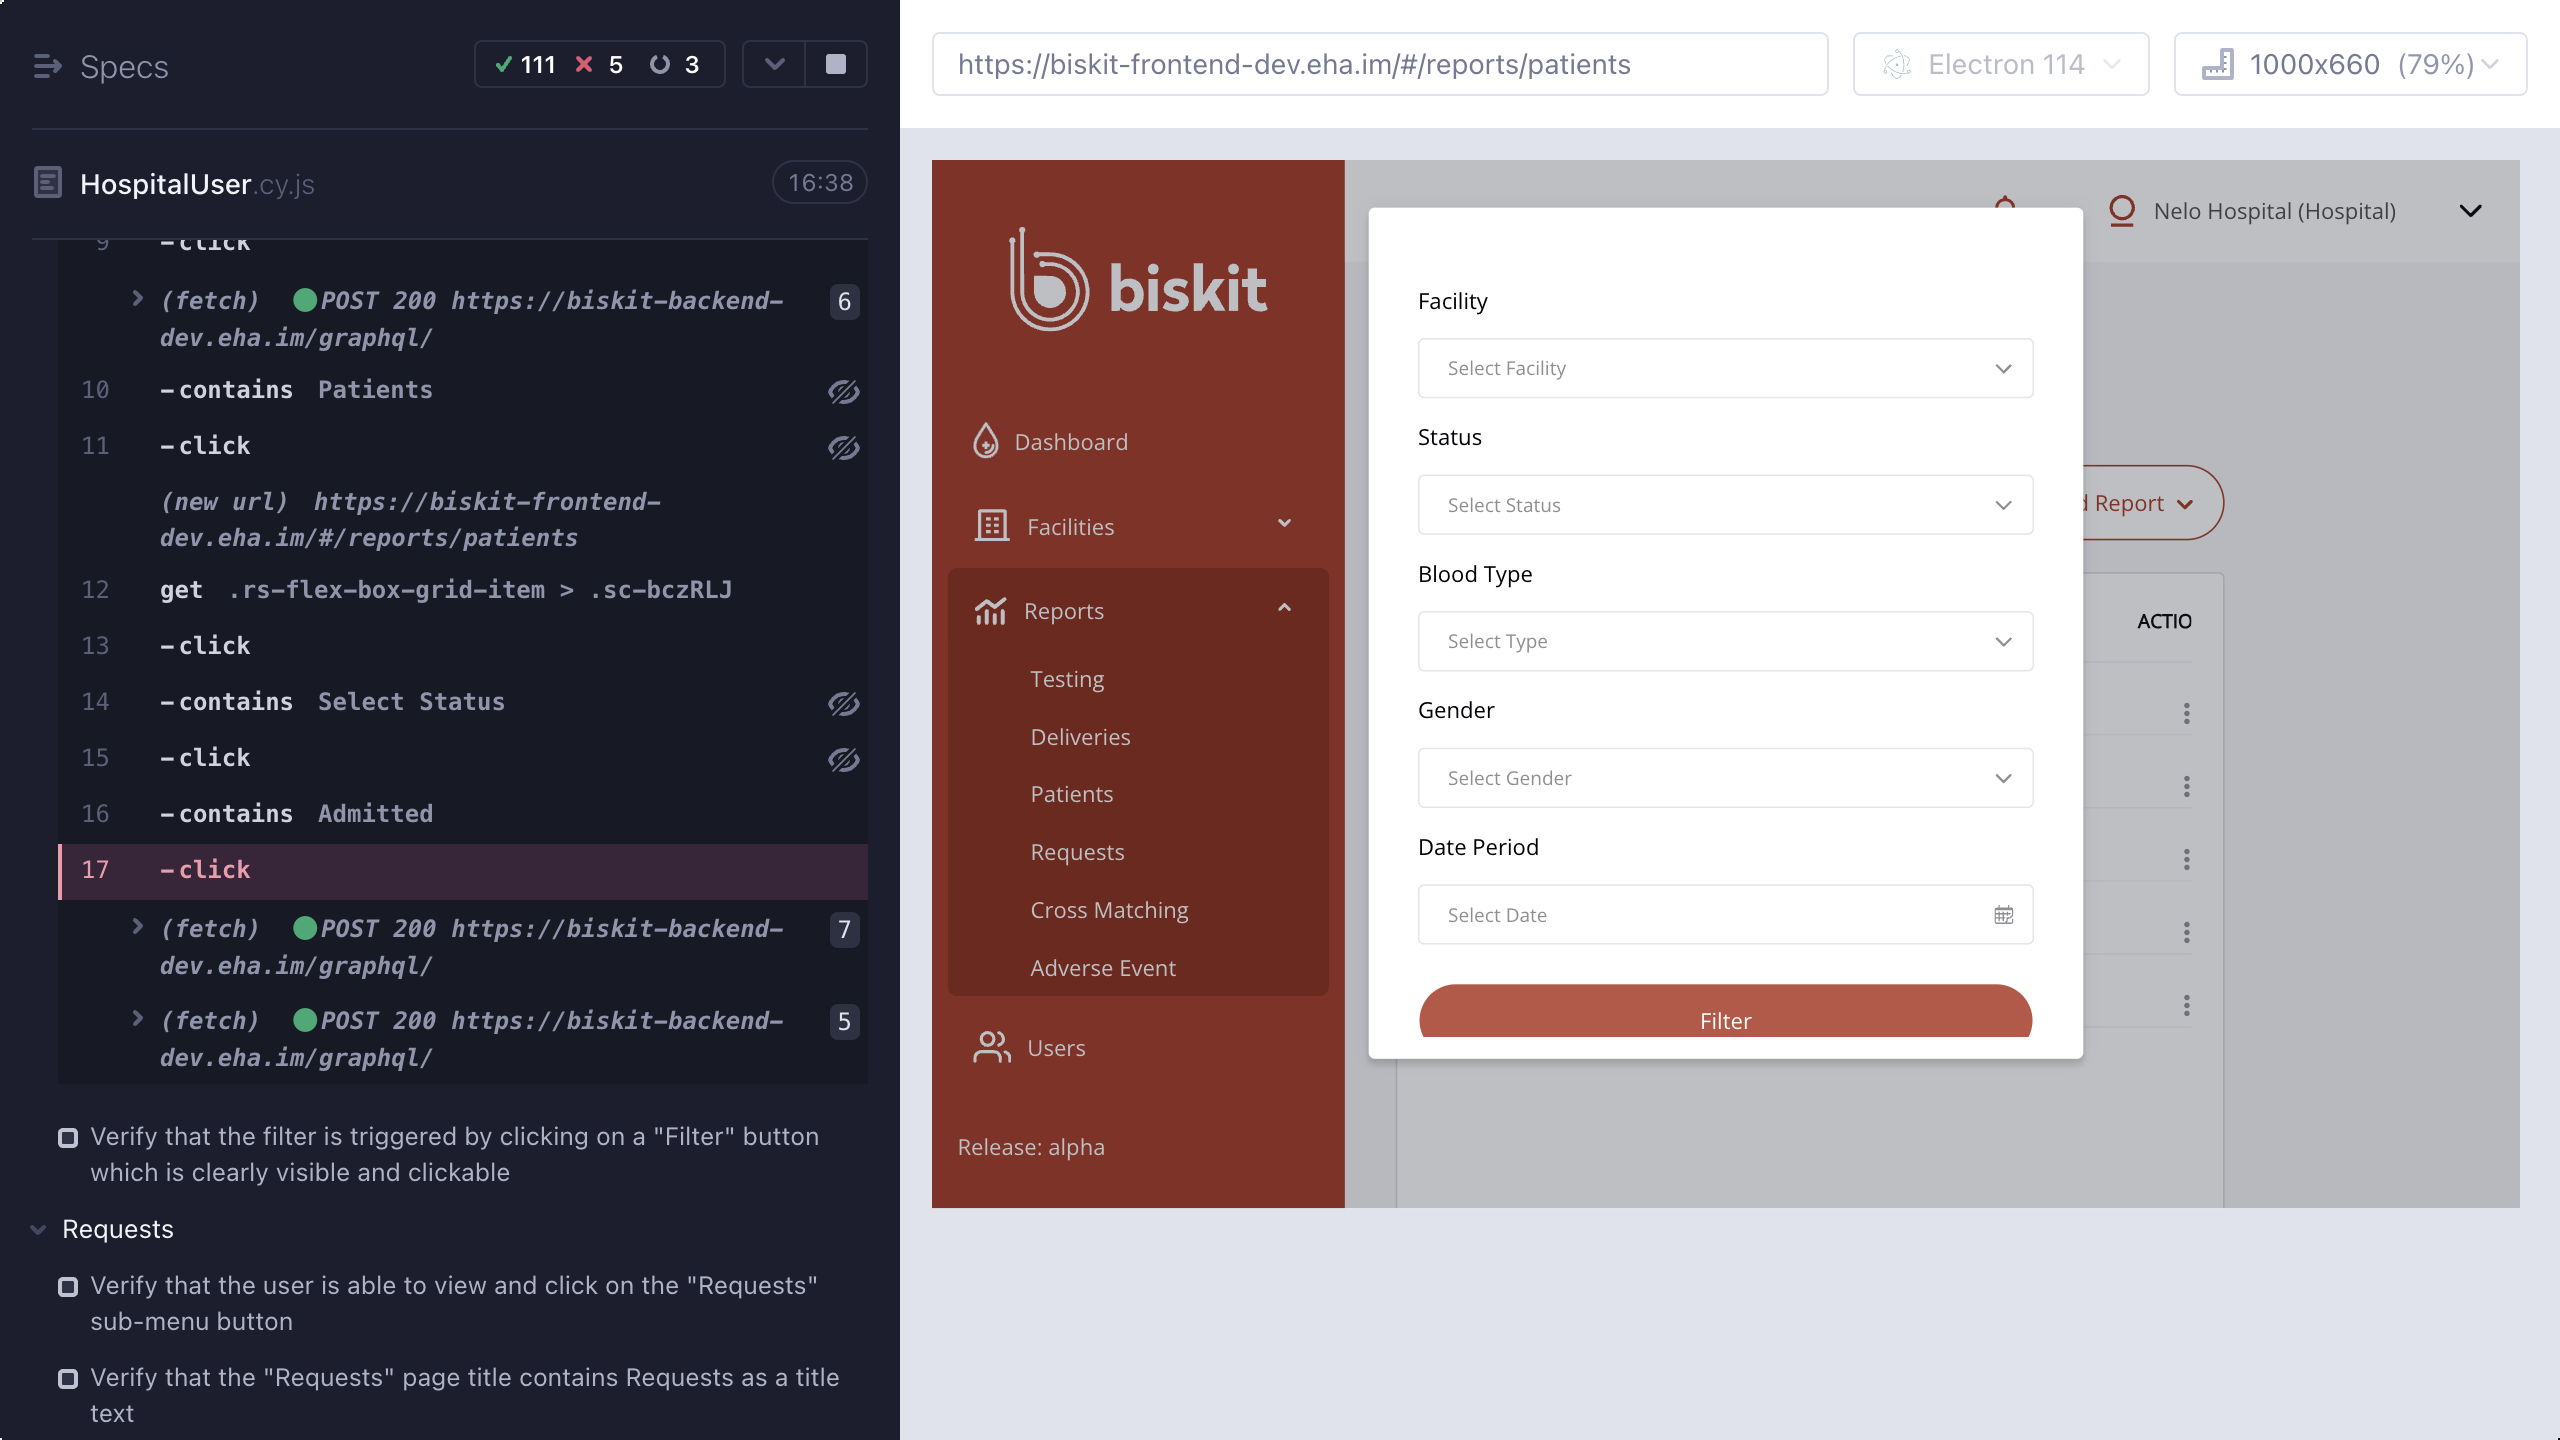 Specs
111 5 3
HospitalUser.cy.js 16:38
9 -click
(fetch) POST 200 https://biskit-backend- 6
dev.eha.im/graphql/
10 -contains Patients
11 -click
(new url) https://biskit-frontend-
dev.eha.im/#/reports/patients
12 get .rs-flex-box-grid-item > .sc-bczRLJ
13 -click
14 -contains Select Status
15 -click
16 -contains Admitted
17 -click
(fetch) POST 200 https://biskit-backend- 7
dev.eha.im/graphql/
(fetch) POST 200 https://biskit-backend- 5
dev.eha.im/graphql/
Verify that the filter is triggered by clicking on a "Filter" button
which is clearly visible and clickable
Requests
Verify that the user is able to view and click on the "Requests"
sub-menu button
Verify that the "Requests" page title contains Requests as a title
text
https://biskit-frontend-dev.eha.im/#/reports/patients
Electron 114
1000x660 (79%)
biskit
Dashboard
Facilities
Reports
Testing
Deliveries
Patients
Requests
Cross Matching
Adverse Event
Users
Release: alpha
Nelo Hospital (Hospital)
d Report
ACTIO
Facility
Select Facility
Status
Select Status
Blood Type
Select Type
Gender
Select Gender
Date Period
Select Date
Filter